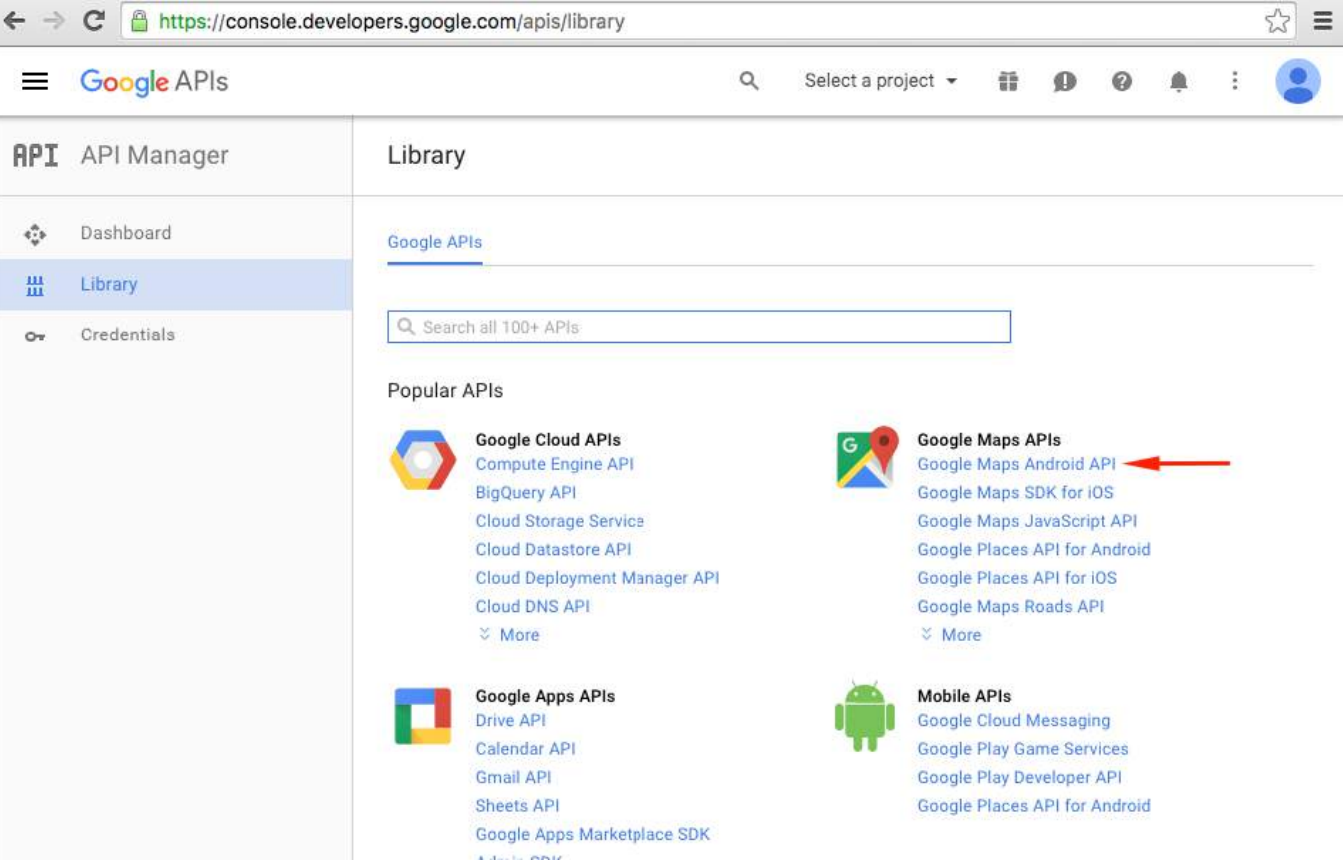 https://console.developers.google.com/apis/library
Google APIs
Select a project
API API Manager
Library
Dashboard
Library
Credentials
Google APIs
Search all 100+ APIs
Popular APIs
Google Cloud APIs
Compute Engine API
BigQuery API
Cloud Storage Service
Cloud Datastore API
Cloud Deployment Manager API
Cloud DNS API
More
G
Google Maps APIs
Google Maps Android API
Google Maps SDK for iOS
Google Maps JavaScript API
Google Places API for Android
Google Places API for iOS
Google Maps Roads API
More
Google Apps APIs
Drive API
Calendar API
Gmail API
Sheets API
Google Apps Marketplace SDK
Admin SDK
Mobile APIs
Google Cloud Messaging
Google Play Game Services
Google Play Developer API
Google Places API for Android